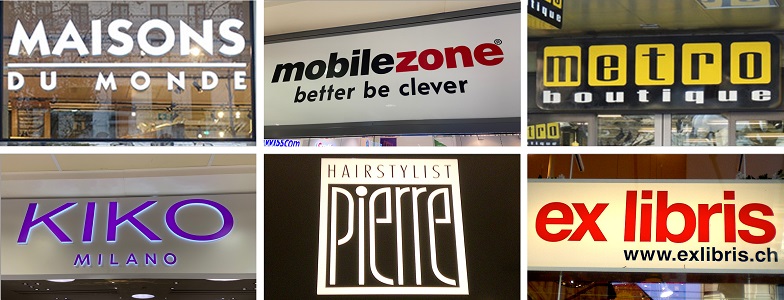 MAISONS
DU MONDE
mobilezone®
better be clever
metro
boutique
KIKO
MILANO
HAIRSTYLIST
pierre
ex libris
www.exlibris.ch